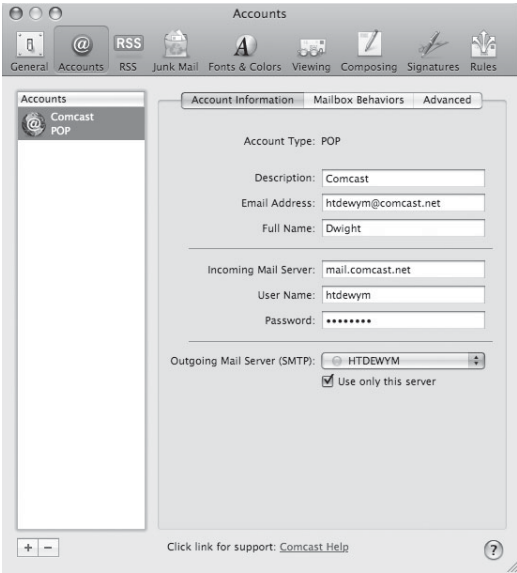 Accounts
RSS
General Accounts RSS Junk Mail Fonts & Colors Viewing Composing Signatures Rules
Accounts
Comcast
POP
Account Information Mailbox Behaviors Advanced
Account Type: POP
Description: Comcast
Email Address: htdewym@comcast.net
Full Name: Dwight
Incoming Mail Server: mail.comcast.net
User Name: htdewym
Password: ••••••••
Outgoing Mail Server (SMTP): HTDEWYM
Use only this server
+ −
Click link for support: Comcast Help
?